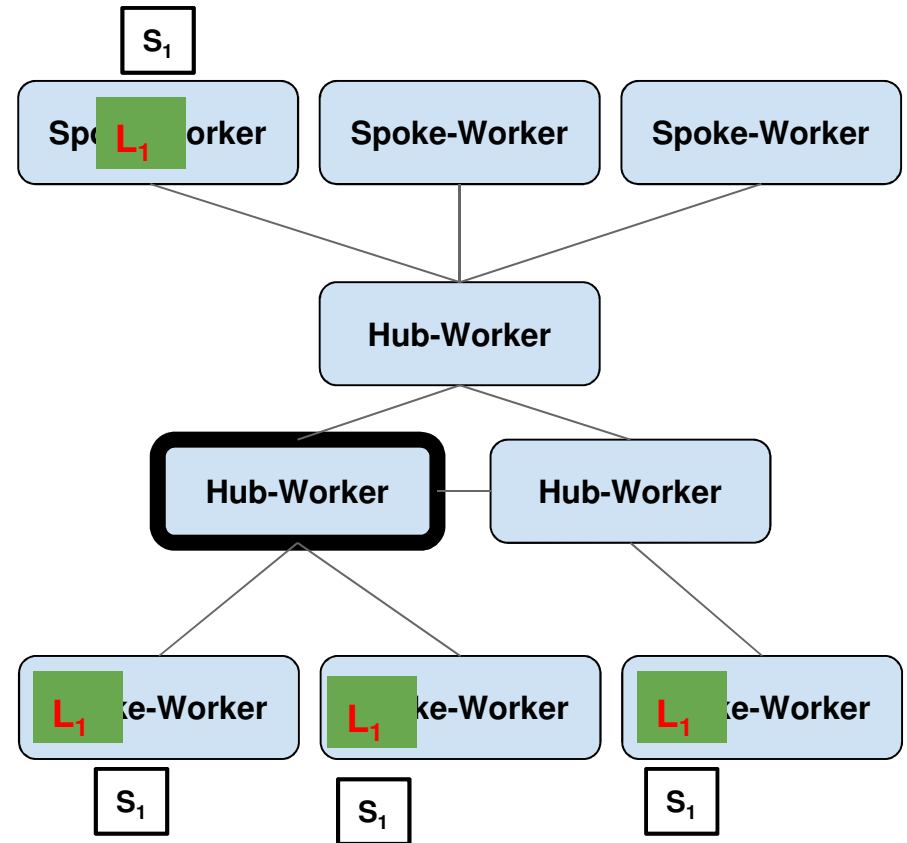 S₁
Spo L₁ orker
Spoke-Worker
Spoke-Worker
Hub-Worker
Hub-Worker
Hub-Worker
L₁ ke-Worker
L₁ ke-Worker
L₁ ke-Worker
S₁
S₁
S₁